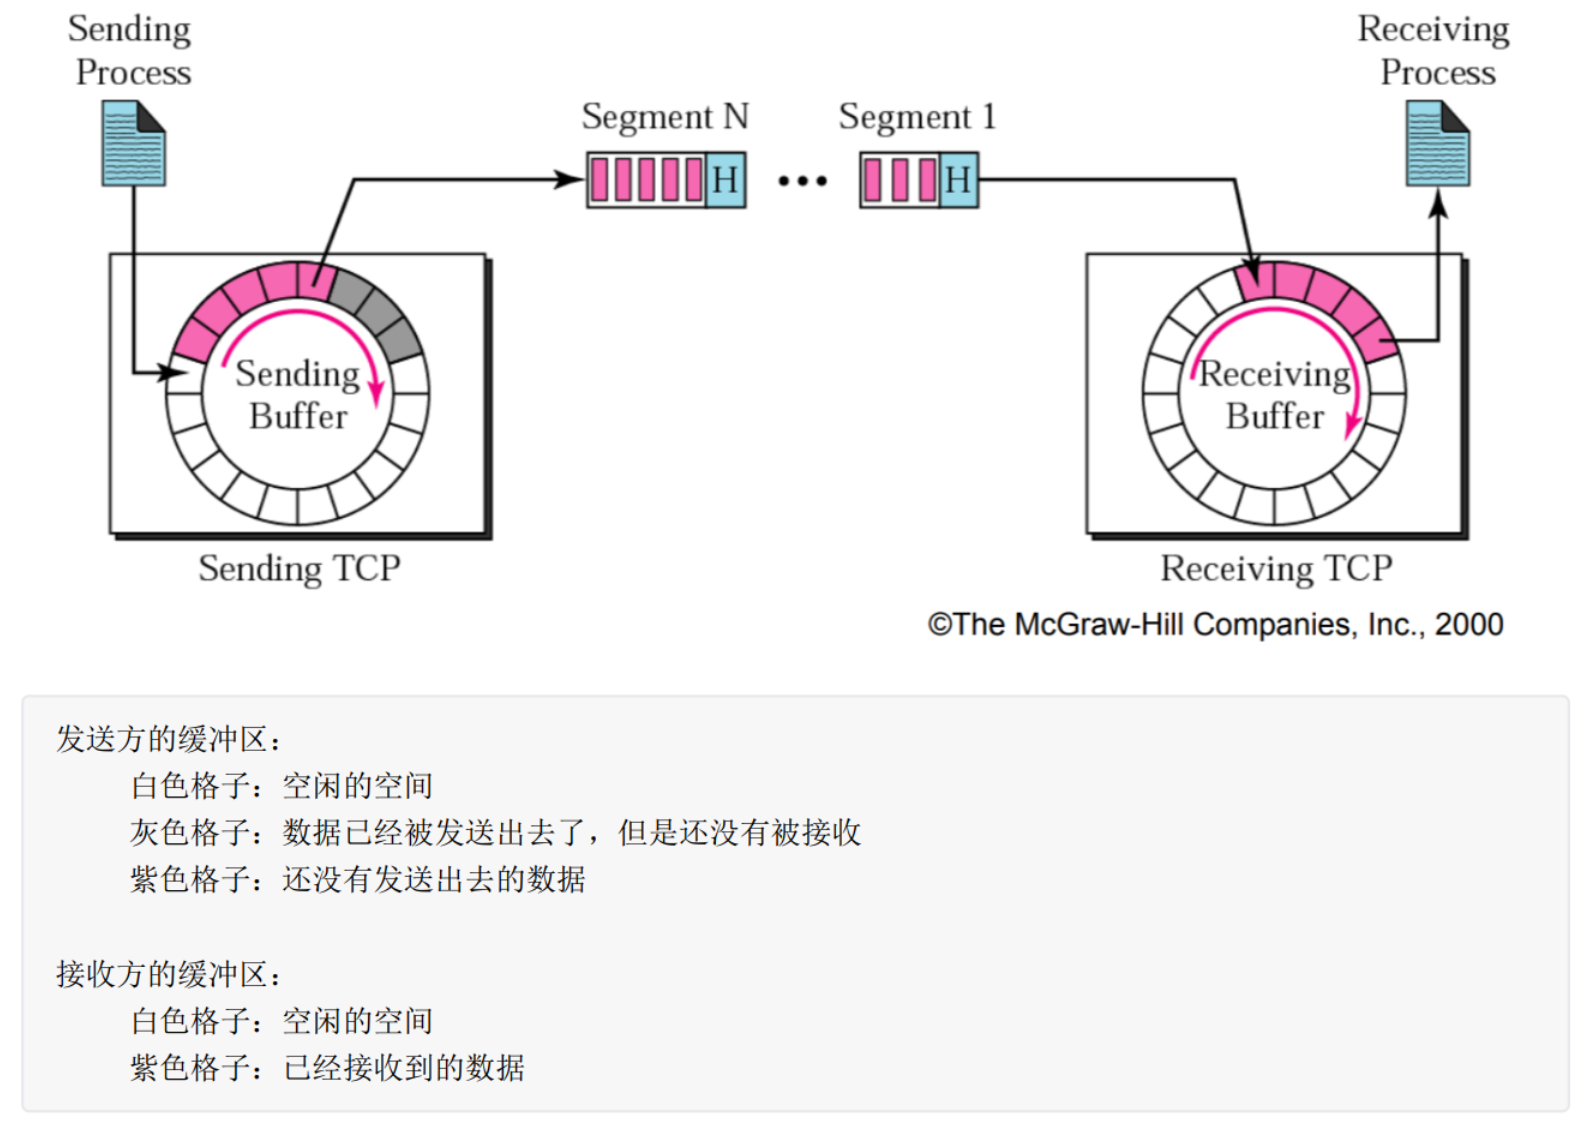 Sending
Process
Receiving
Process
Segment N
Segment 1
H
H
Sending
Buffer
Receiving
Buffer
Sending TCP
Receiving TCP
©The McGraw-Hill Companies, Inc., 2000
发送方的缓冲区：
白色格子：空闲的空间
灰色格子：数据已经被发送出去了，但是还没有被接收
紫色格子：还没有发送出去的数据
接收方的缓冲区：
白色格子：空闲的空间
紫色格子：已经接收到的数据